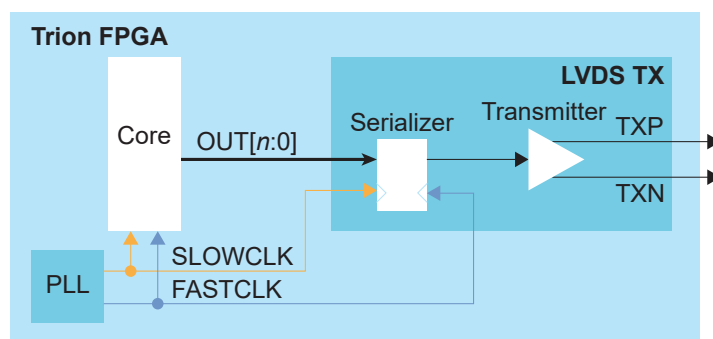 Trion FPGA
LVDS TX
Core
OUT[n:0]
Serializer
Transmitter
TXP
TXN
SLOWCLK
PLL
FASTCLK